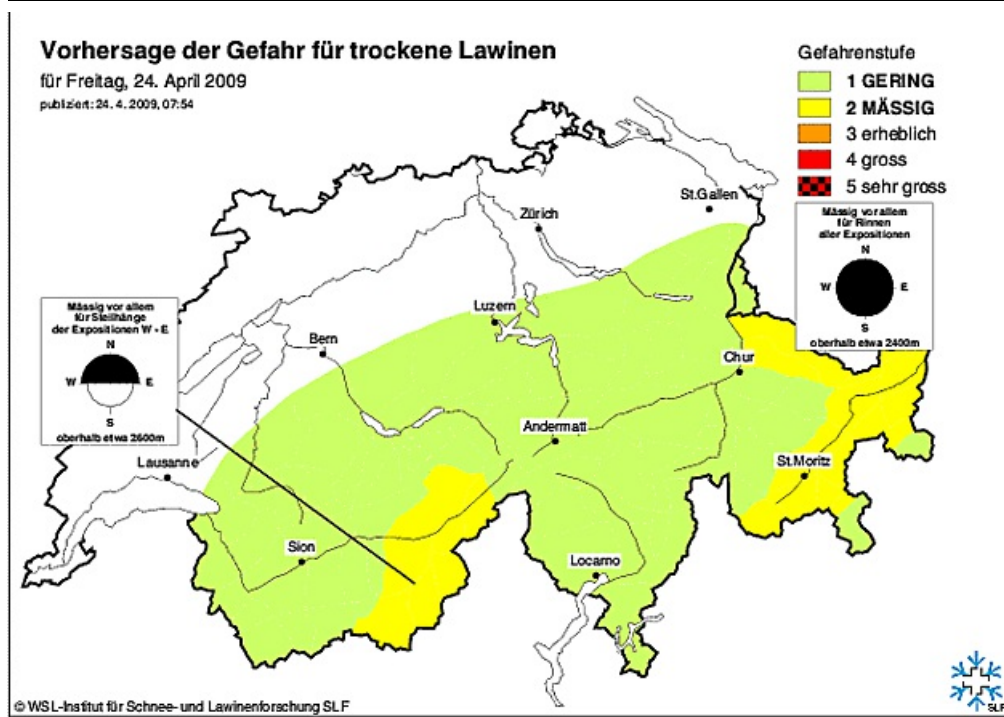 Vorhersage der Gefahr für trockene Lawinen
für Freitag, 24. April 2009
publiziert: 24. 4. 2009, 07:54
Gefahrenstufe
1 GERING
2 MÄSSIG
3 erheblich
4 gross
5 sehr gross
St.Gallen
Zürich
Mässig vor allem
für Rinnen
aller Expositionen
N
W E
S
oberhalb etwa 2400m
Mässig vor allem
für Steilhänge
der Expositionen W - E
N
W E
S
oberhalb etwa 2600m
Luzern
Bern
Chur
Andermatt
St.Moritz
Lausanne
Sion
Locarno
© WSL-Institut für Schnee- und Lawinenforschung SLF
SLF